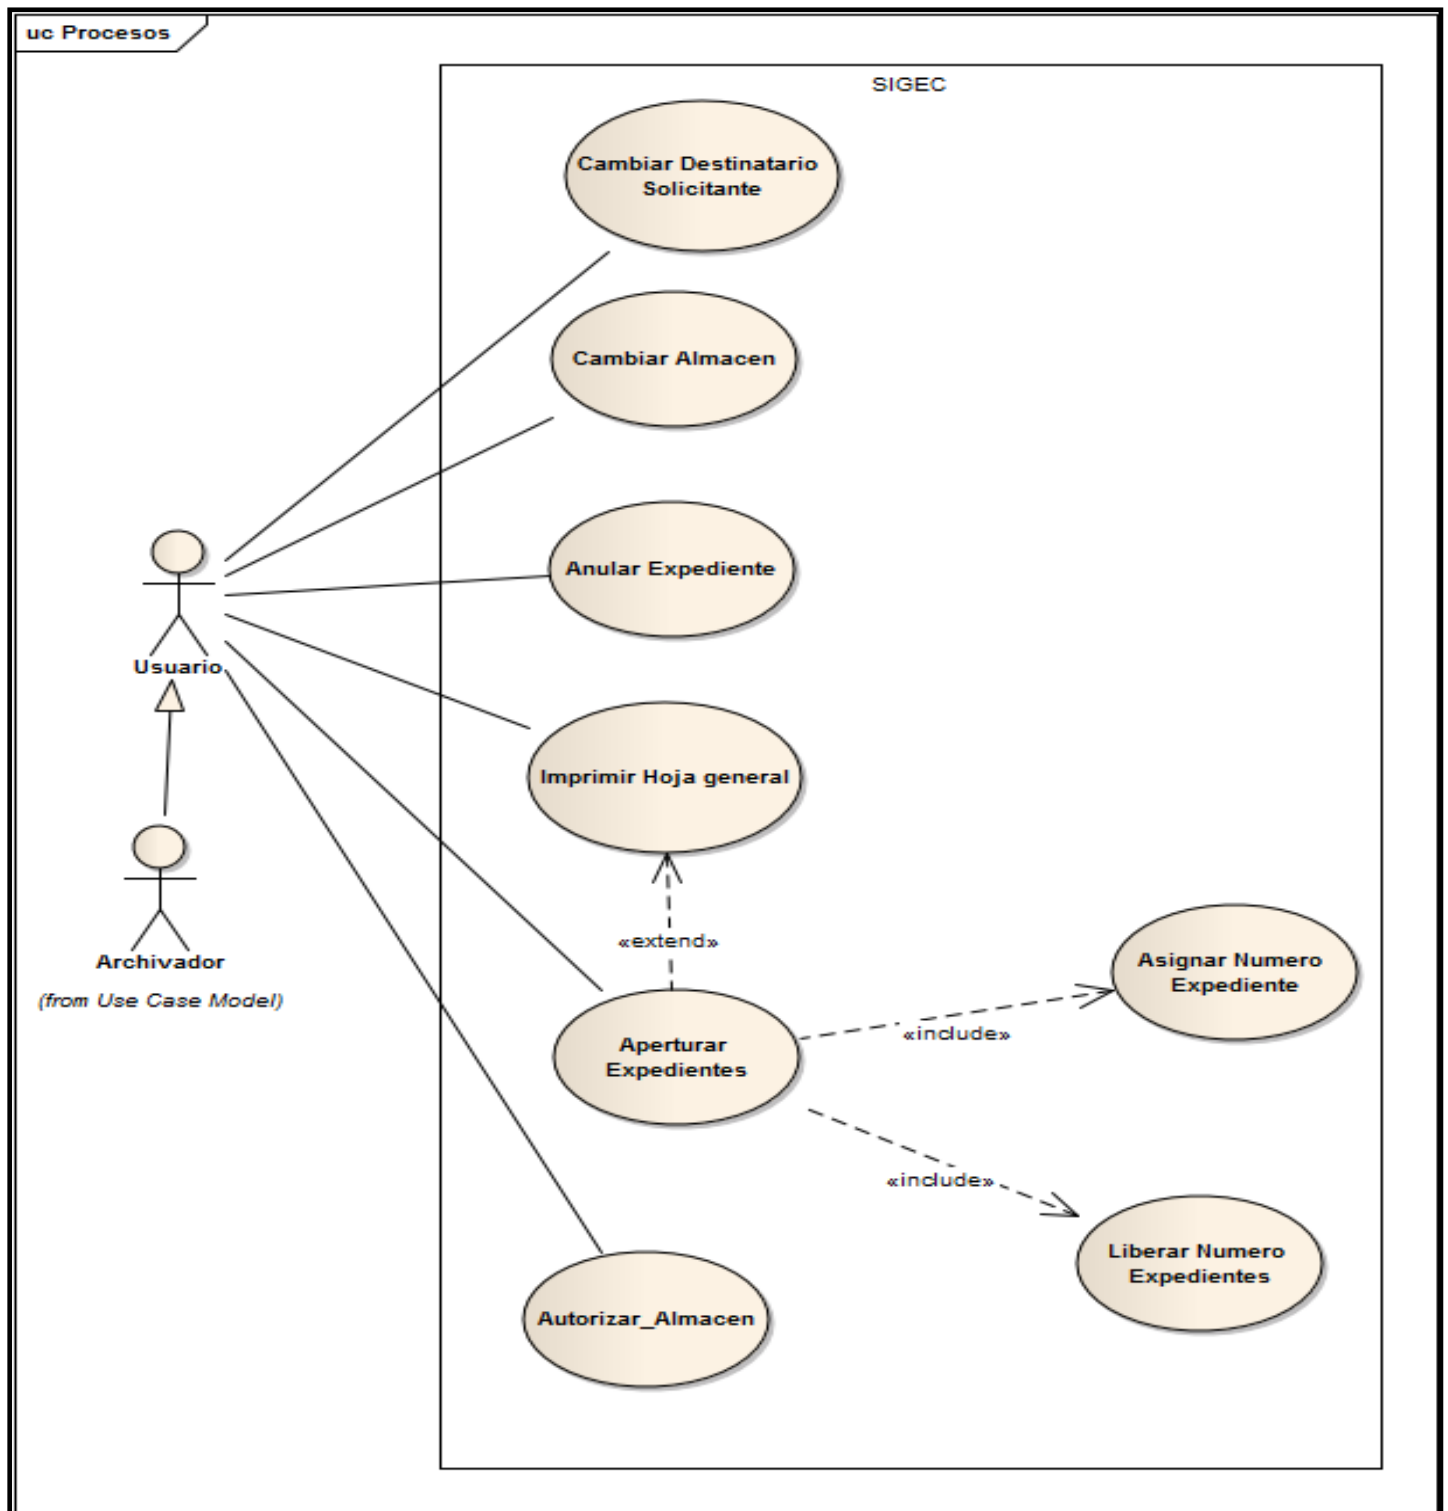 uc Procesos
SIGEC
Cambiar Destinatario
Solicitante
Cambiar Almacen
Anular Expediente
Usuario
Imprimir Hoja general
Archivador
(from Use Case Model)
«extend»
Asignar Numero
Expediente
«include»
Aperturar
Expedientes
«include»
Liberar Numero
Expedientes
Autorizar_Almacen